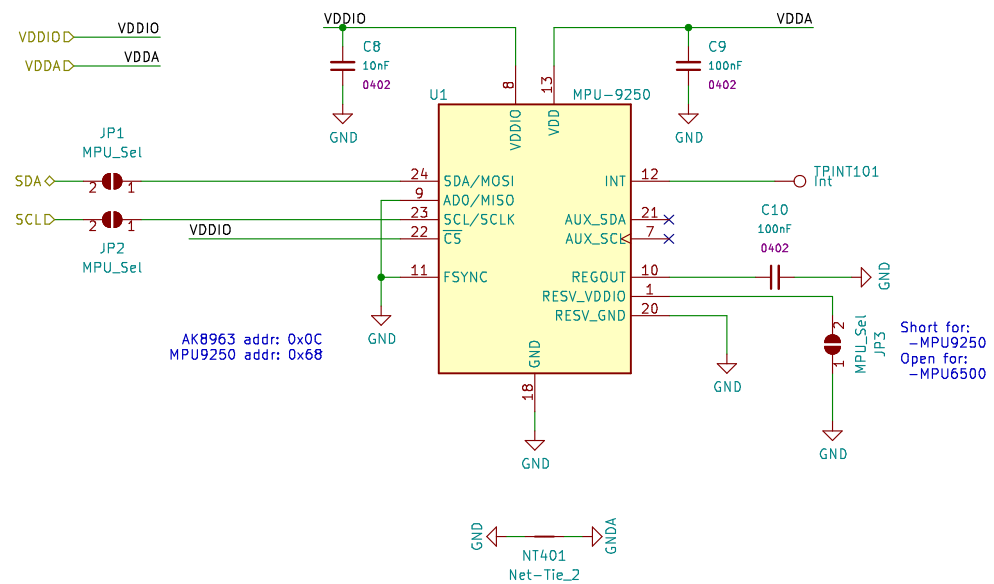 VDDIO
VDDIO
VDDA
VDDA
VDDIO
VDDA
C8
10nF
0402
C9
100nF
0402
GND
GND
U1
MPU-9250
8
13
VDDIO
VDD
JP1
MPU_Sel
SDA
2
1
24
SDA/MOSI
INT
12
TPINT101
Int
9
AD0/MISO
SCL
2
1
23
SCL/SCLK
AUX_SDA
21
VDDIO
22
CS
AUX_SCL
7
JP2
MPU_Sel
C10
100nF
0402
11
FSYNC
REGOUT
10
GND
RESV_VDDIO
1
RESV_GND
20
GND
AK8963 addr: 0x0C
MPU9250 addr: 0x68
GND
18
GND
GND
2
1
MPU_Sel
JP3
Short for:
-MPU9250
Open for:
-MPU6500
GND
GND
GNDA
NT401
Net-Tie_2